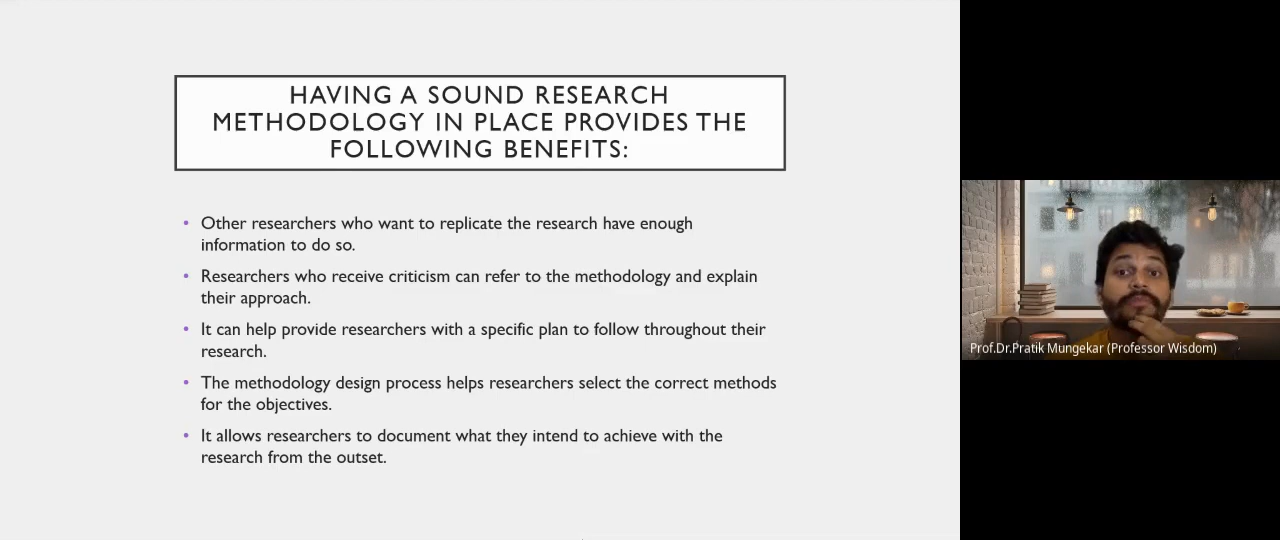 HAVING A SOUND RESEARCH
METHODOLOGY IN PLACE PROVIDES THE
FOLLOWING BENEFITS:
• Other researchers who want to replicate the research have enough
information to do so.
• Researchers who receive criticism can refer to the methodology and explain
their approach.
• It can help provide researchers with a specific plan to follow throughout their
research.
• The methodology design process helps researchers select the correct methods
for the objectives.
• It allows researchers to document what they intend to achieve with the
research from the outset.
Prof.Dr.Pratik Mungekar (Professor Wisdom)